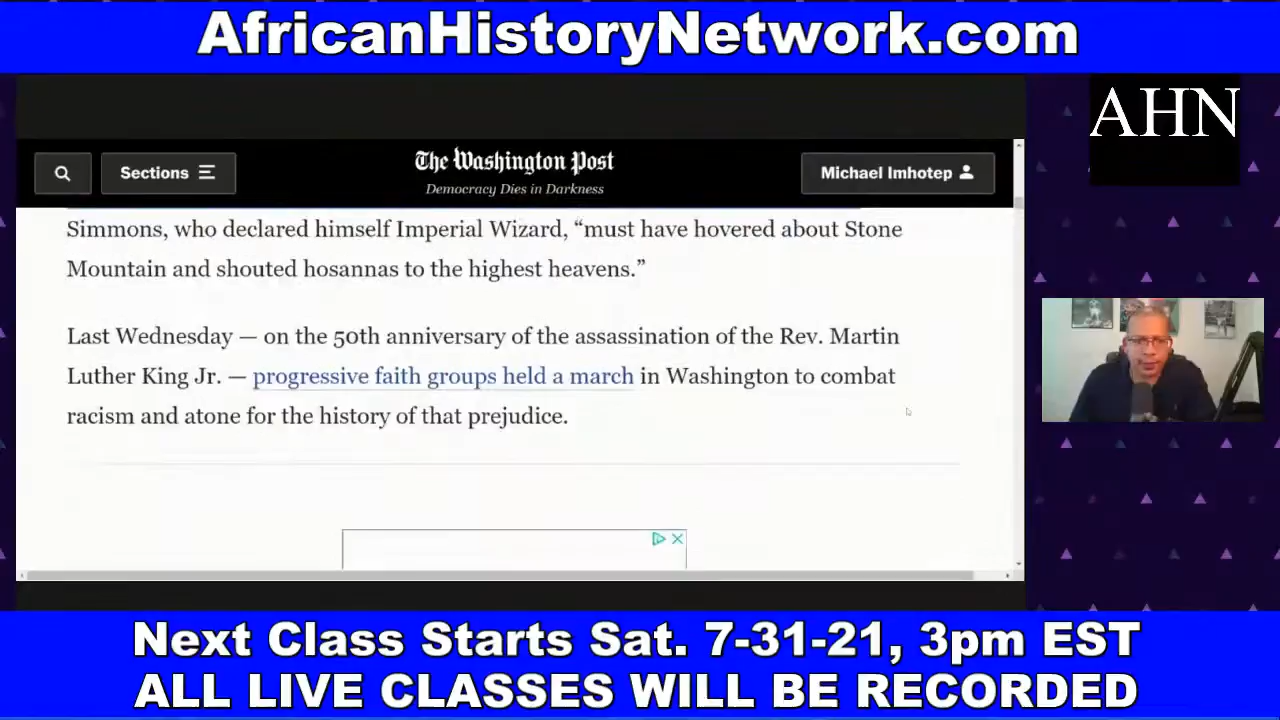 AfricanHistoryNetwork.com
AHN
Sections
The Washington Post
Democracy Dies in Darkness
Michael Imhotep
Simmons, who declared himself Imperial Wizard, “must have hovered about Stone
Mountain and shouted hosannas to the highest heavens.”
Last Wednesday — on the 50th anniversary of the assassination of the Rev. Martin
Luther King Jr. — progressive faith groups held a march in Washington to combat
racism and atone for the history of that prejudice.
Next Class Starts Sat. 7-31-21, 3pm EST
ALL LIVE CLASSES WILL BE RECORDED